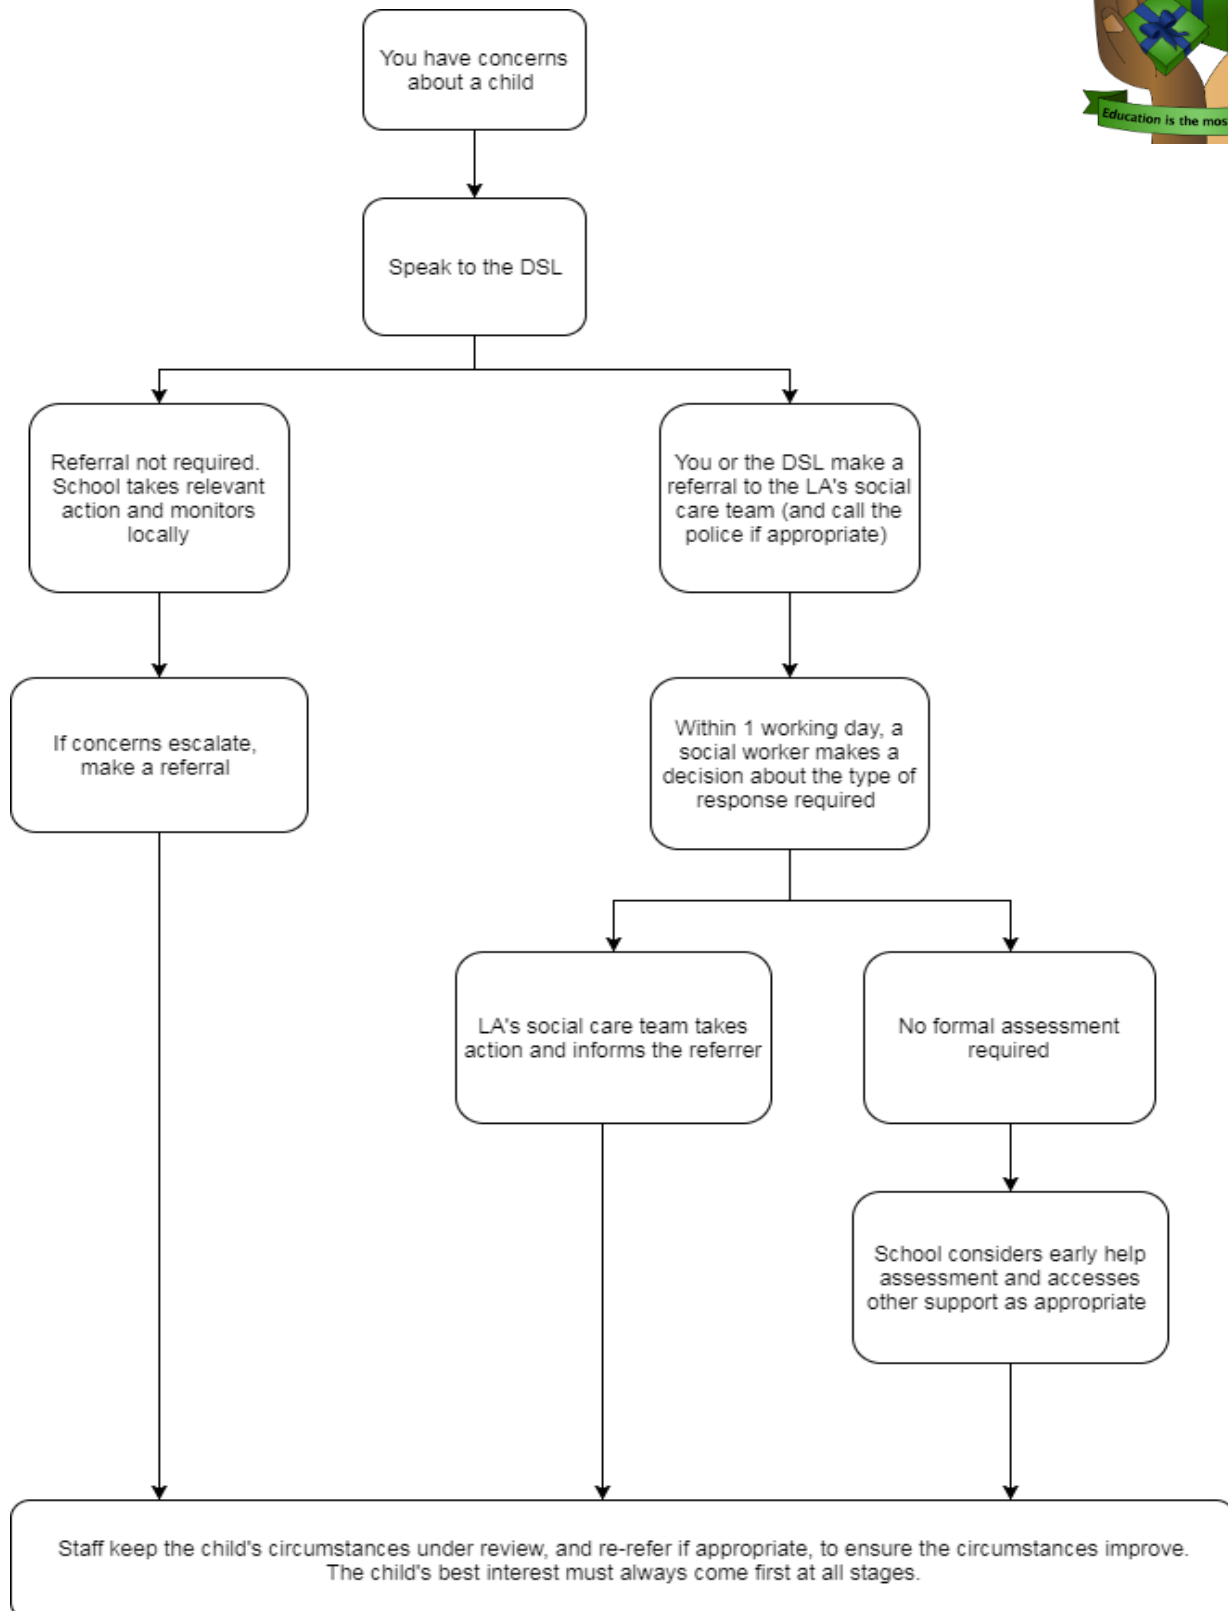 You have concerns
about a child
Education is the mos
Speak to the DSL
Referral not required.
School takes relevant
action and monitors
locally
You or the DSL make a
referral to the LA's social
care team (and call the
police if appropriate)
If concerns escalate,
make a referral
Within 1 working day, a
social worker makes a
decision about the type of
response required
LA's social care team takes
action and informs the referrer
No formal assessment
required
School considers early help
assessment and accesses
other support as appropriate
Staff keep the child's circumstances under review, and re-refer if appropriate, to ensure the circumstances improve.
The child's best interest must always come first at all stages.